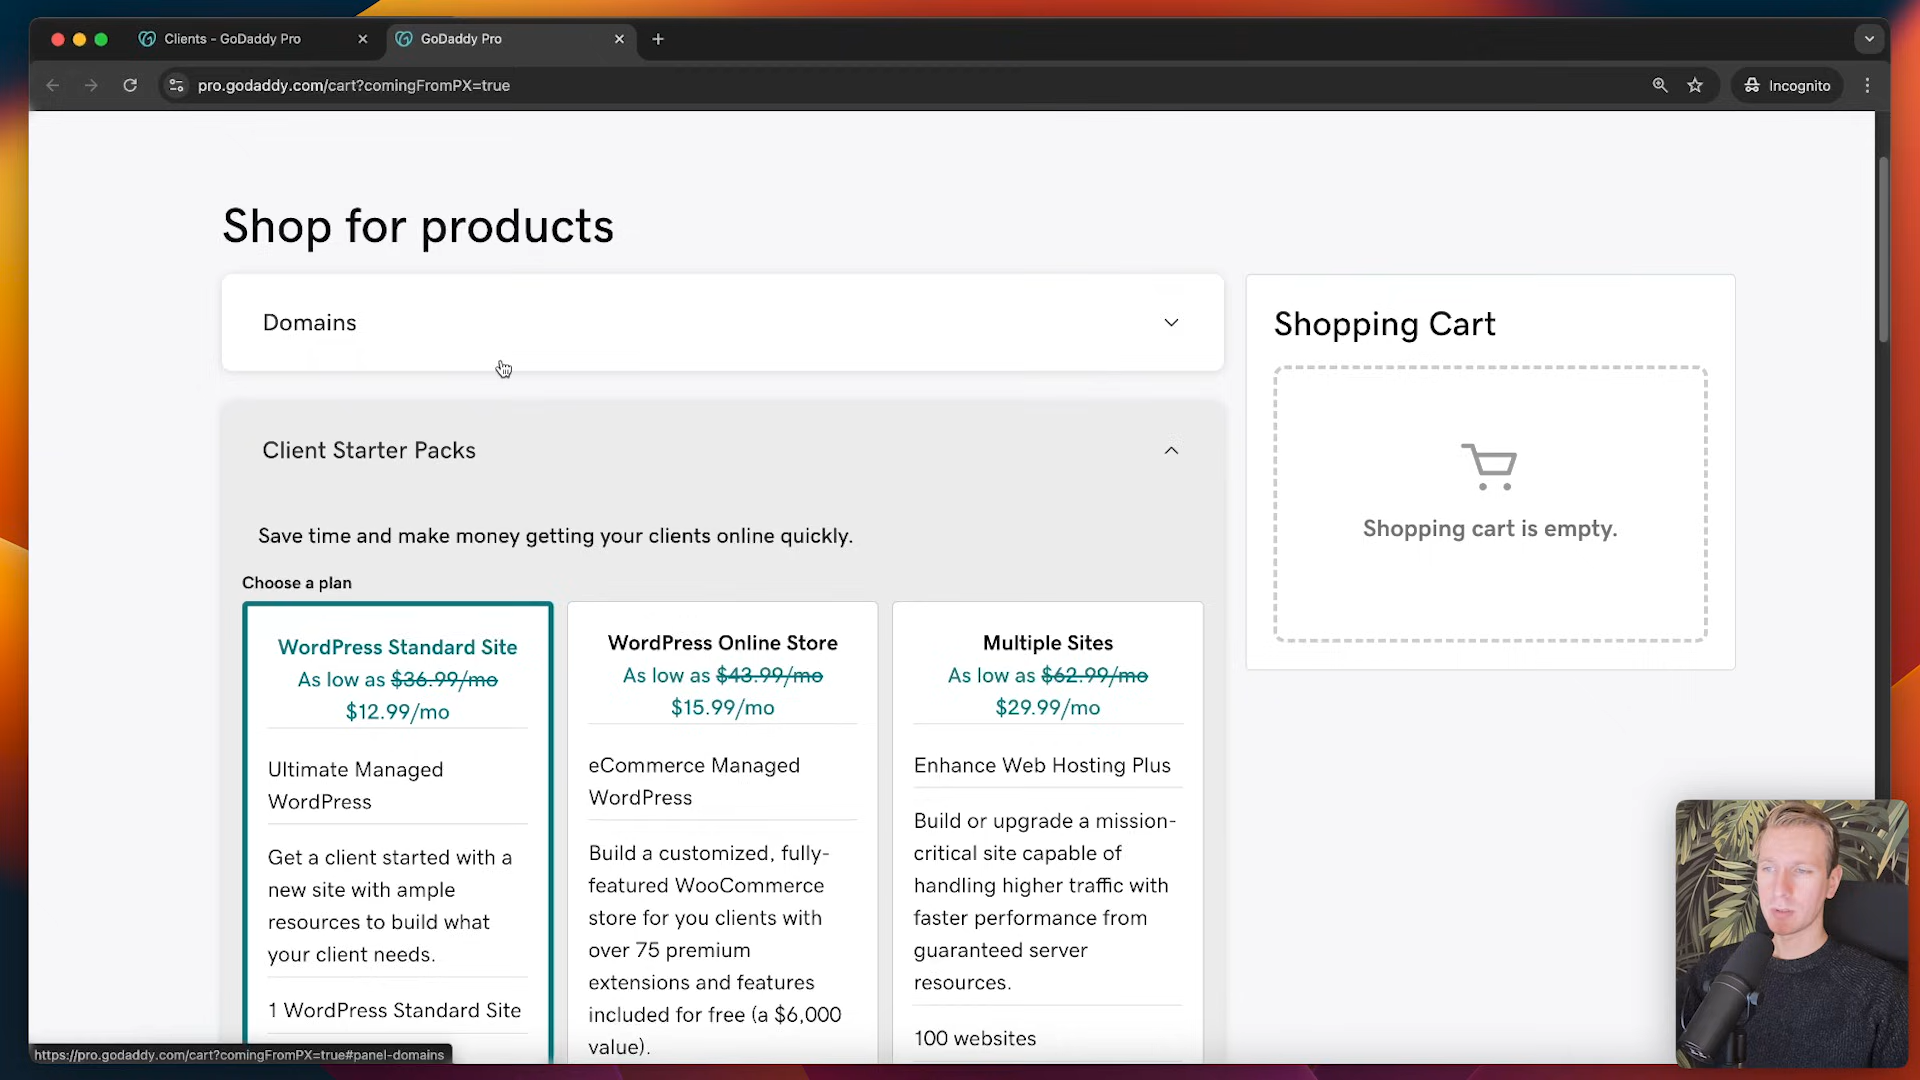 Clients - GoDaddy Pro
GoDaddy Pro
pro.godaddy.com/cart?comingFromPX=true
Incognito
Shop for products
Domains
Client Starter Packs
Save time and make money getting your clients online quickly.
Choose a plan
WordPress Standard Site
As low as $36.99/mo
$12.99/mo
Ultimate Managed
WordPress
Get a client started with a
new site with ample
resources to build what
your client needs.
1 WordPress Standard Site
WordPress Online Store
As low as $43.99/mo
$15.99/mo
eCommerce Managed
WordPress
Build a customized, fully-
featured WooCommerce
store for you clients with
over 75 premium
extensions and features
included for free (a $6,000
value).
Multiple Sites
As low as $62.99/mo
$29.99/mo
Enhance Web Hosting Plus
Build or upgrade a mission-
critical site capable of
handling higher traffic with
faster performance from
guaranteed server
resources.
100 websites
Shopping Cart
Shopping cart is empty.
https://pro.godaddy.com/cart?comingFromPX=true#panel-domains